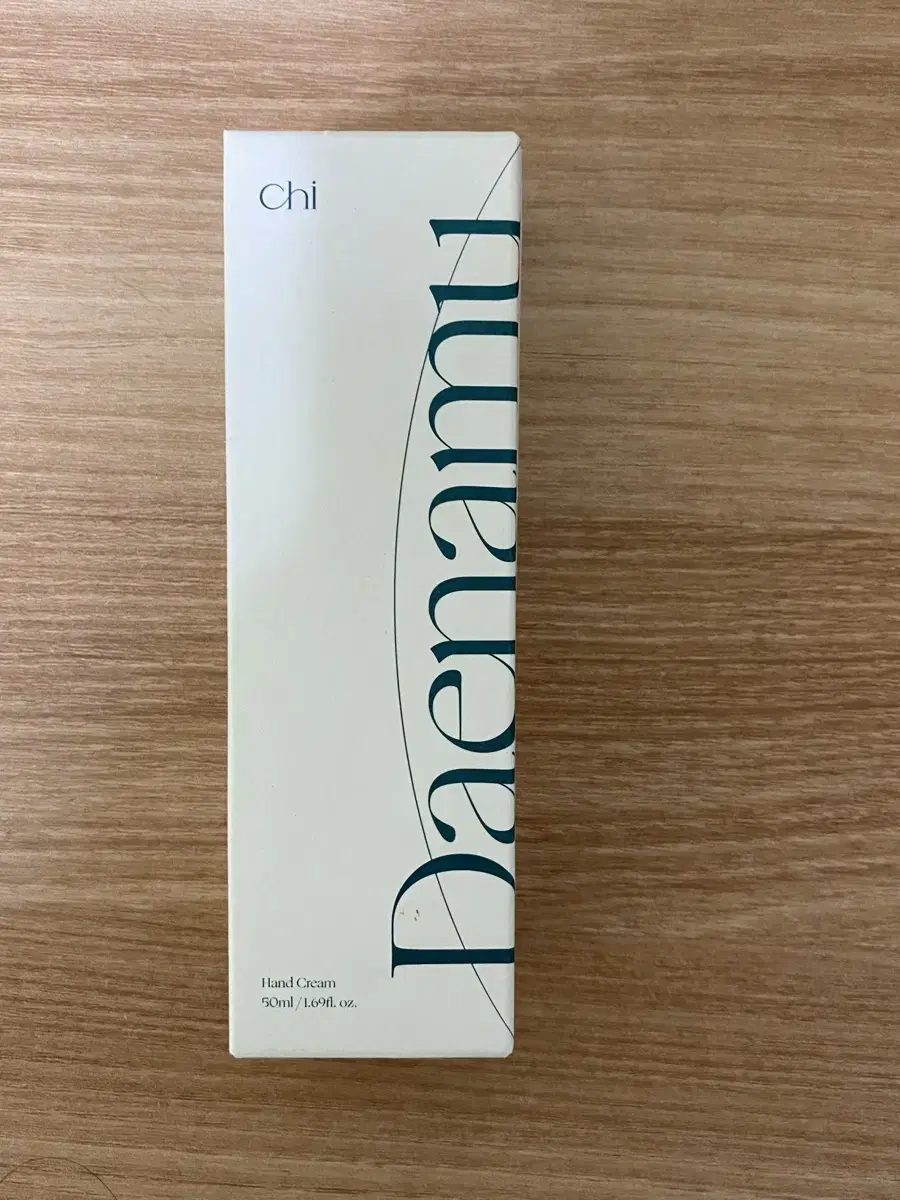 Chi
Daenamu
Hand Cream
50ml / 1.69fl. oz.